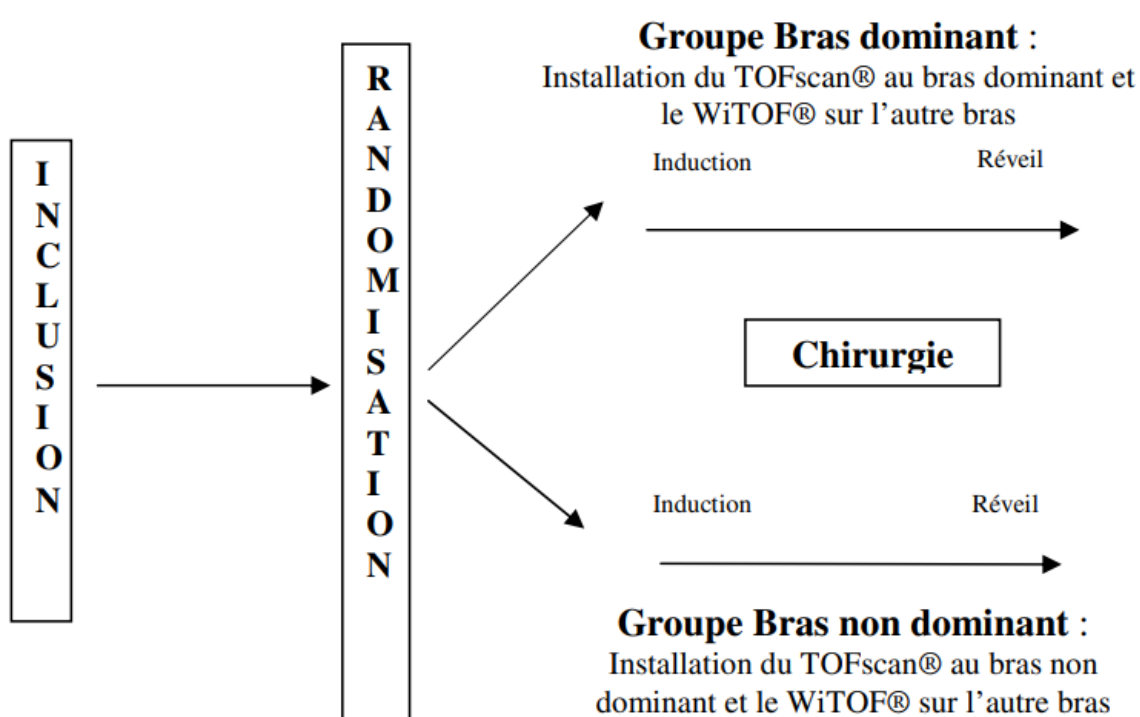 INCLUSION
RANDOMISATION
Groupe Bras dominant :
Installation du TOFscan® au bras dominant et
le WiTOF® sur l’autre bras
Induction Réveil
Chirurgie
Induction Réveil
Groupe Bras non dominant :
Installation du TOFscan® au bras non
dominant et le WiTOF® sur l’autre bras